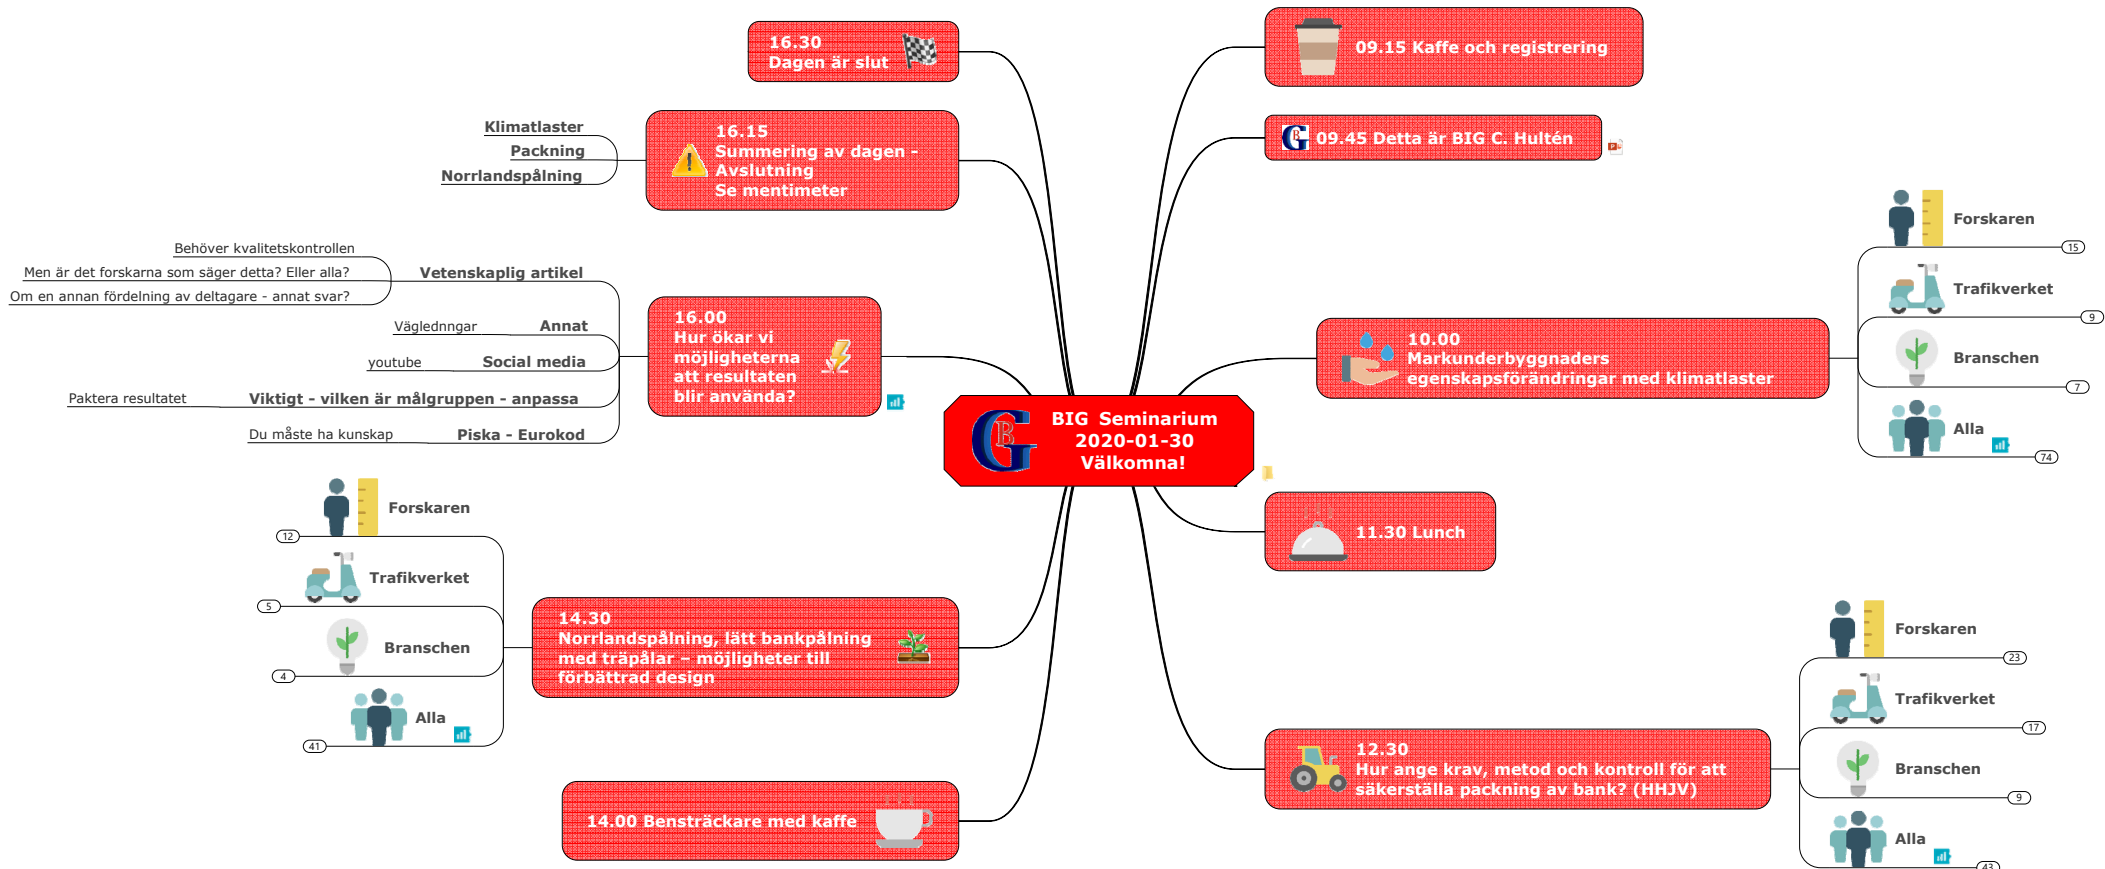 BIG Seminarium
2020-01-30
Välkomna!
09.15 Kaffe och registrering
09.45 Detta är BIG C. Hultén
10.00
Markunderbyggnaders
egenskapsförändringar med klimatlaster
Forskaren
15
Trafikverket
9
Branschen
7
Alla
74
11.30 Lunch
12.30
Hur ange krav, metod och kontroll för att
säkerställa packning av bank? (HHJV)
Forskaren
23
Trafikverket
17
Branschen
9
Alla
43
14.00 Bensträckare med kaffe
14.30
Norrlandspålning, lätt bankpålning
med träpålar – möjligheter till
förbättrad design
Forskaren
12
Trafikverket
5
Branschen
4
Alla
41
16.00
Hur ökar vi
möjligheterna
att resultaten
blir använda?
Vetenskaplig artikel
Behöver kvalitetskontrollen
Men är det forskarna som säger detta? Eller alla?
Om en annan fördelning av deltagare - annat svar?
Annat
Väglednngar
Social media
youtube
Viktigt - vilken är målgruppen - anpassa
Paktera resultatet
Piska - Eurokod
Du måste ha kunskap
16.15
Summering av dagen -
Avslutning
Se mentimeter
Klimatlaster
Packning
Norrlandspålning
16.30
Dagen är slut